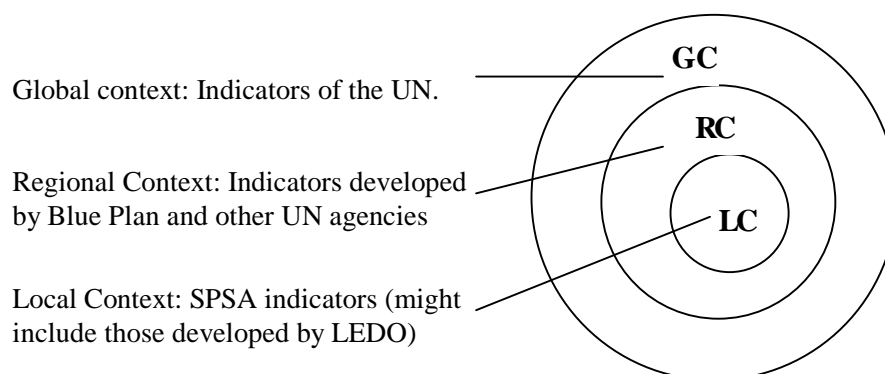 GC
Global context: Indicators of the UN.
RC
Regional Context: Indicators developed
by Blue Plan and other UN agencies
LC
Local Context: SPSA indicators (might
include those developed by LEDO)